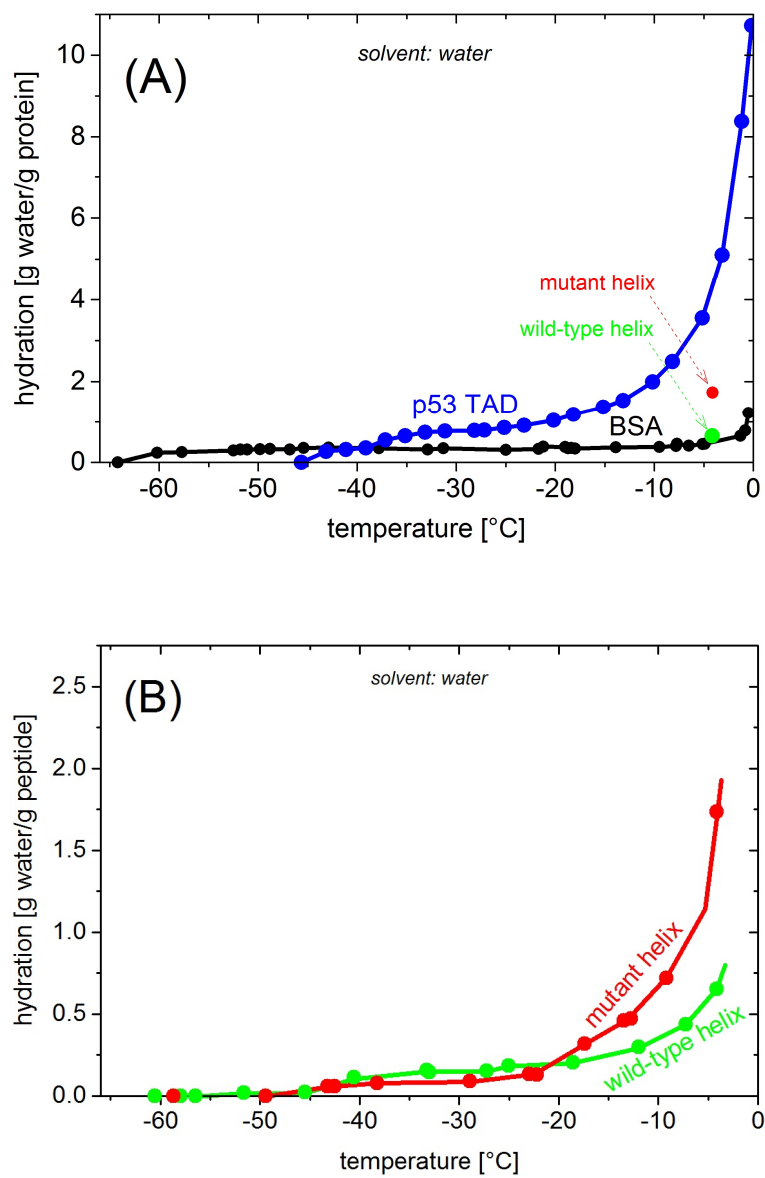 (A)
solvent: water
hydration [g water/g protein]
10
8
6
4
2
0
mutant helix
wild-type helix
p53 TAD
BSA
-60
-50
-40
-30
-20
-10
0
temperature [°C]
(B)
solvent: water
hydration [g water/g peptide]
2.5
2.0
1.5
1.0
0.5
0.0
mutant helix
wild-type helix
-60
-50
-40
-30
-20
-10
0
temperature [°C]